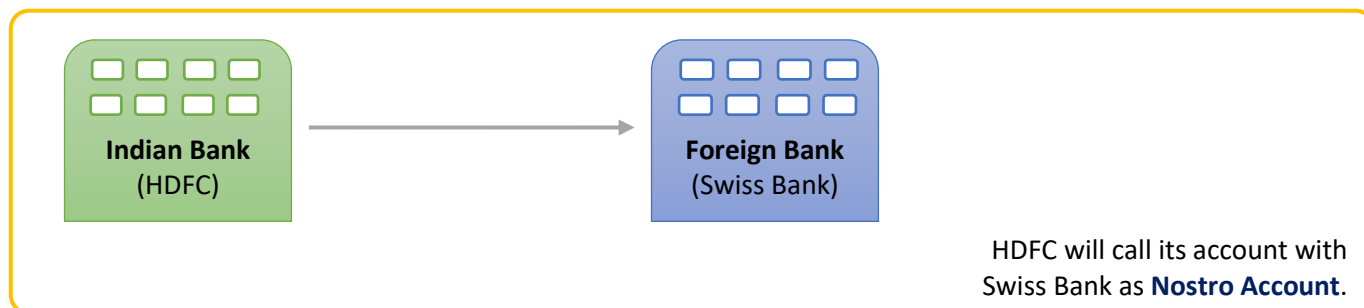 Indian Bank
(HDFC)
Foreign Bank
(Swiss Bank)
HDFC will call its account with
Swiss Bank as Nostro Account.